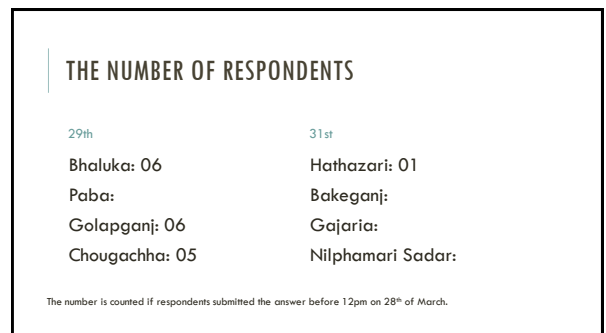 THE NUMBER OF RESPONDENTS
29th
Bhaluka: 06
Paba:
Golapganj: 06
Chougachha: 05
31st
Hathazari: 01
Bakeganj:
Gajaria:
Nilphamari Sadar:
The number is counted if respondents submitted the answer before 12pm on 28th of March.